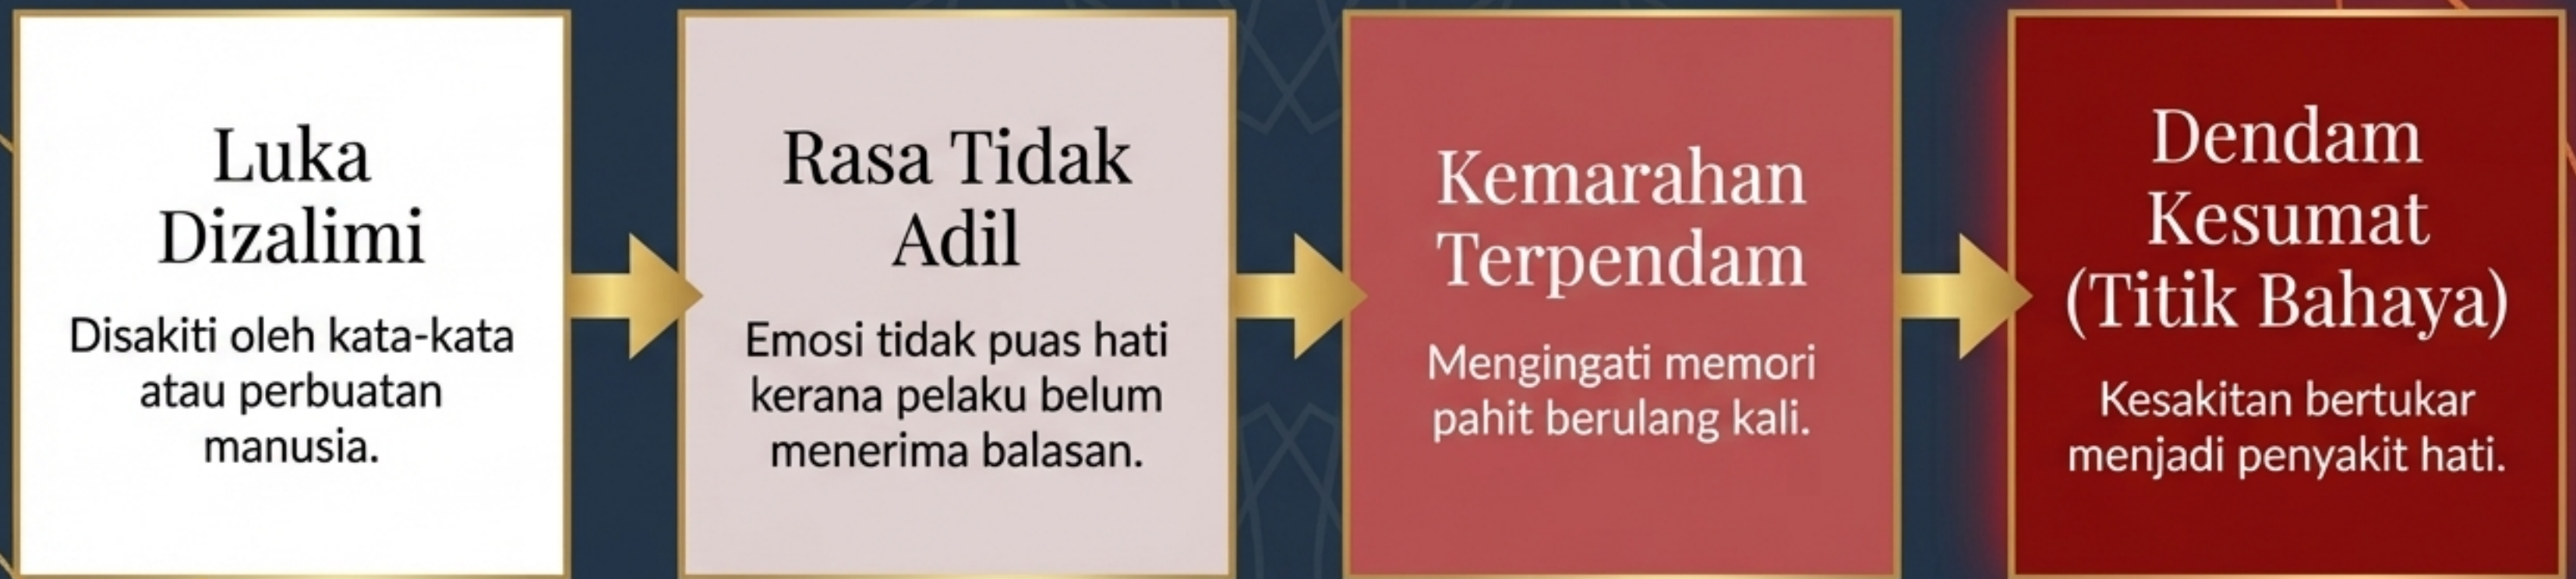 Luka
Dizalimi
Disakiti oleh kata-kata
atau perbuatan
manusia.
Rasa Tidak
Adil
Emosi tidak puas hati
kerana pelaku belum
menerima balasan.
Kemarahan
Terpendam
Mengingati memori
pahit berulang kali.
Dendam
Kesumat
(Titik Bahaya)
Kesakitan bertukar
menjadi penyakit hati.